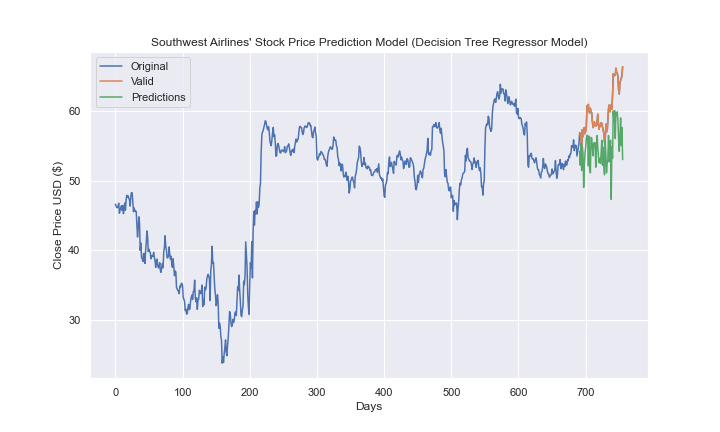 Southwest Airlines' Stock Price Prediction Model (Decision Tree Regressor Model)
Original
Valid
Predictions
60
50
40
30
Close Price USD ($)
0 100 200 300 400 500 600 700
Days